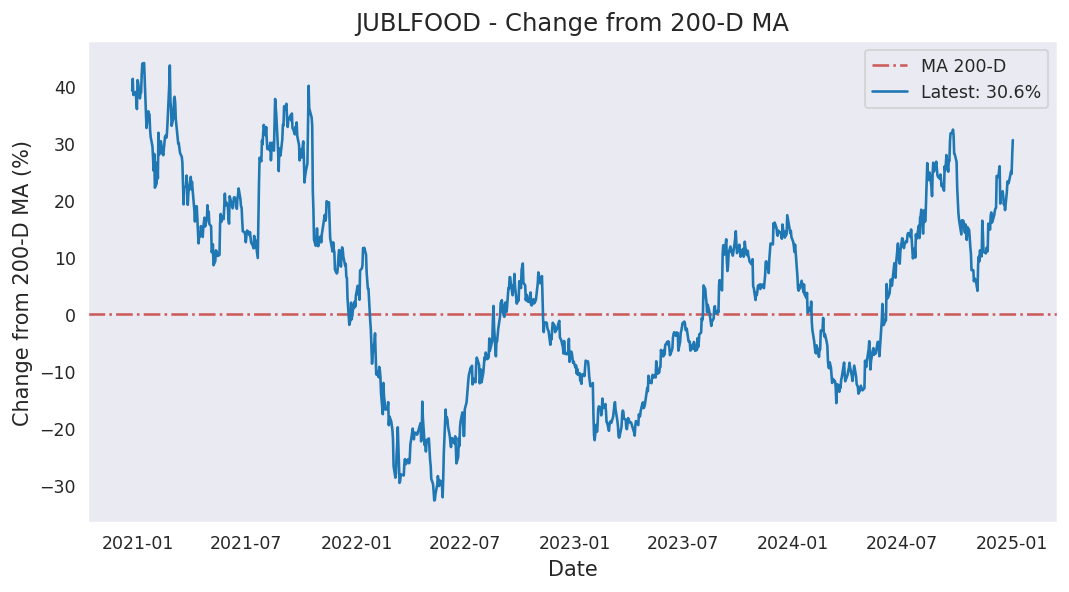 JUBLFOOD - Change from 200-D MA
MA 200-D
Latest: 30.6%
Change from 200-D MA (%)
40
30
20
10
0
−10
−20
−30
2021-01 2021-07 2022-01 2022-07 2023-01 2023-07 2024-01 2024-07 2025-01
Date